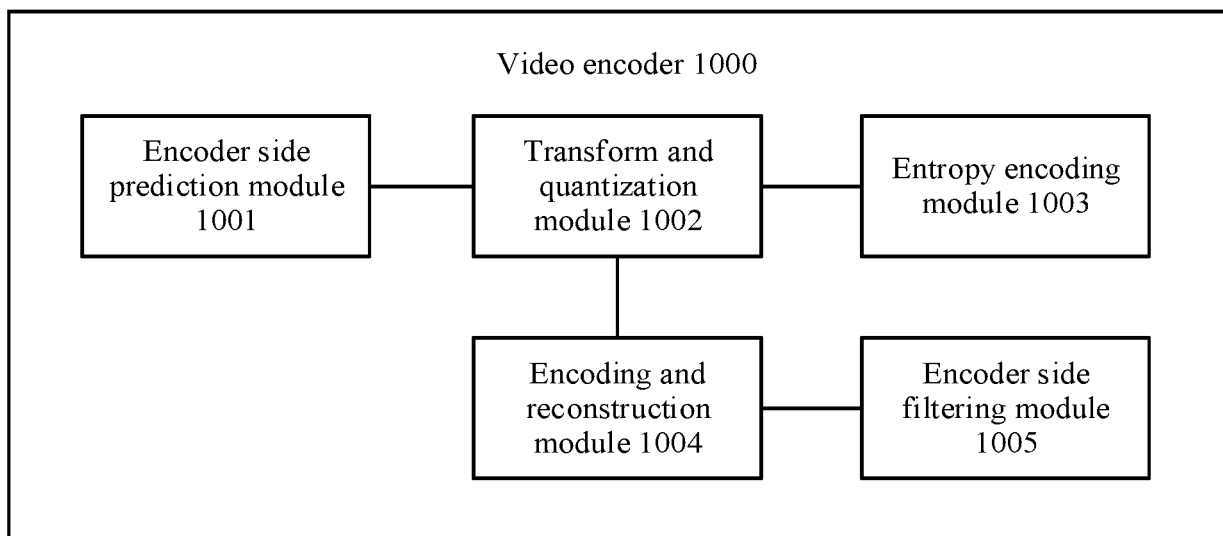 Video encoder 1000
Encoder side
prediction module
1001
Transform and
quantization
module 1002
Entropy encoding
module 1003
Encoding and
reconstruction
module 1004
Encoder side
filtering module
1005